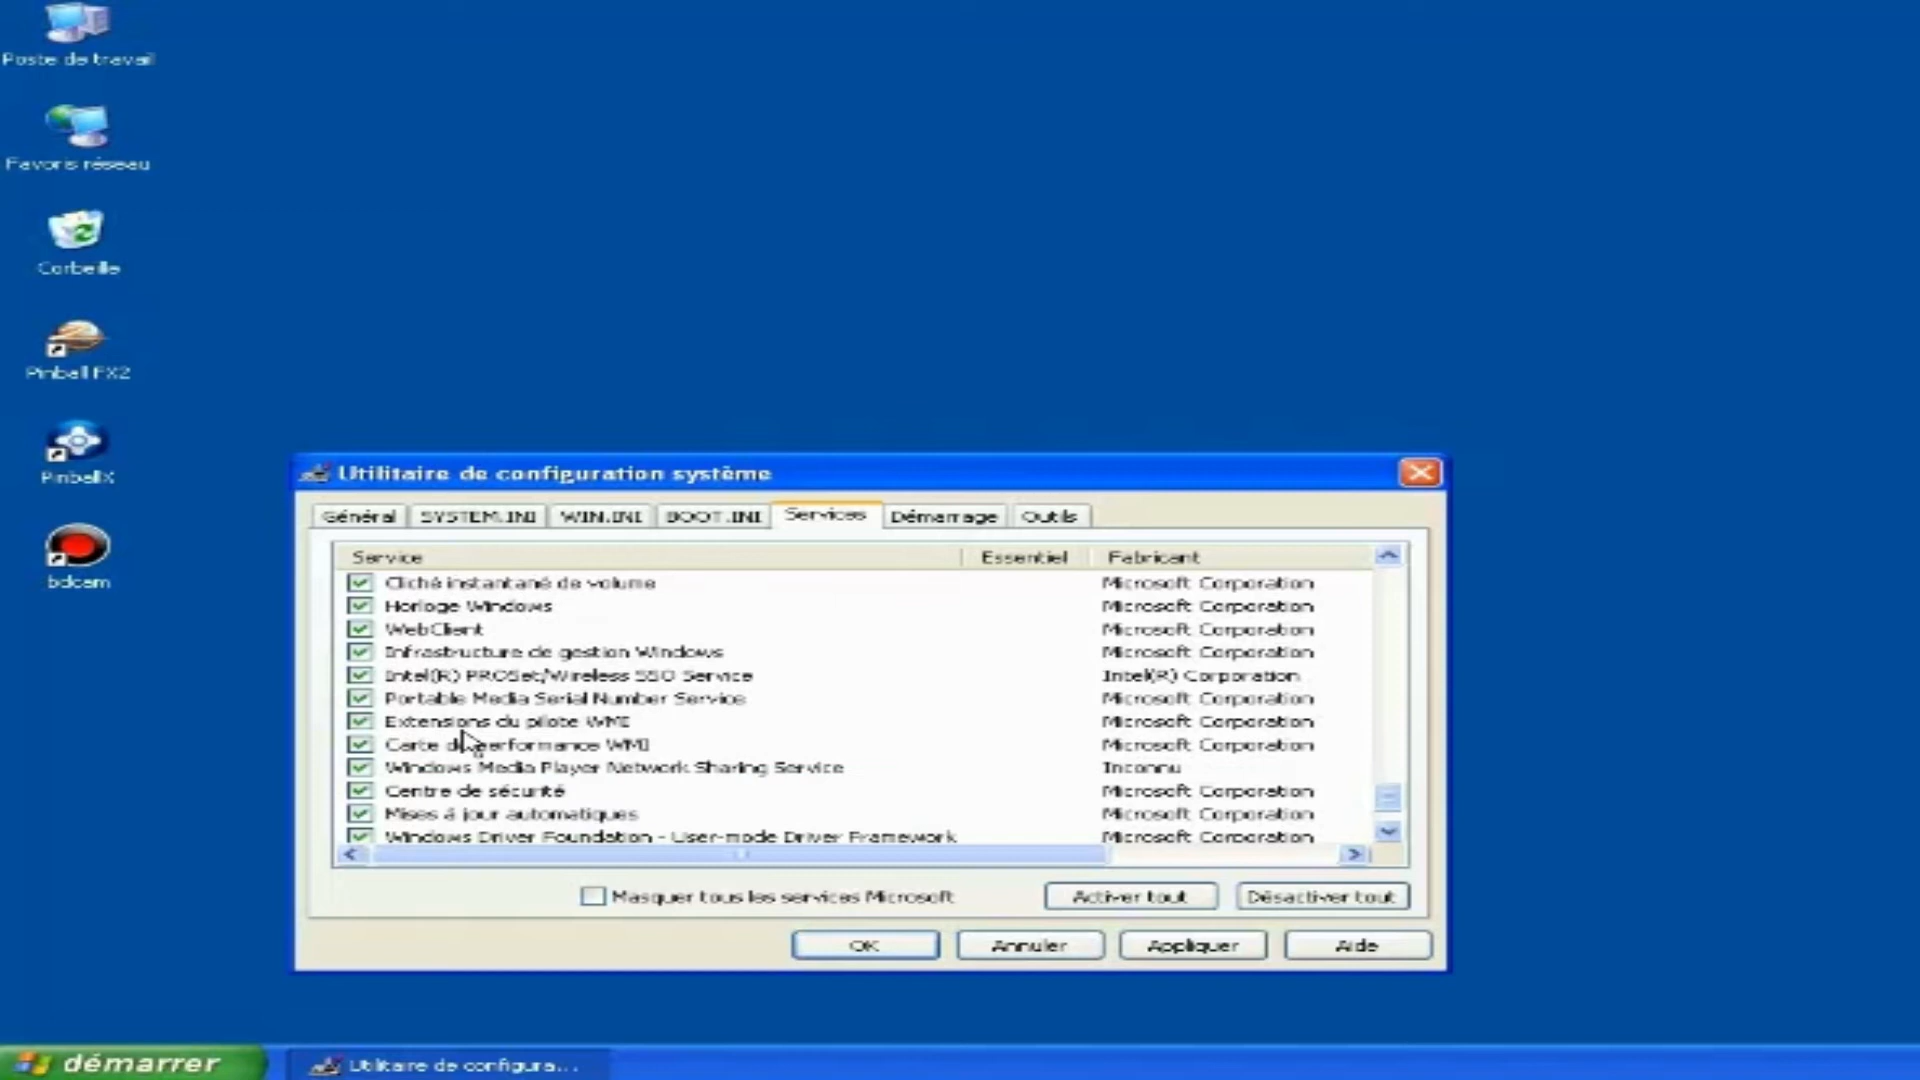 Poste de travail
Favoris réseau
Corbeille
Pinball FX2
PinballX
bdcam
Utilitaire de configuration système
Général SYSTEM.INI WIN.INI BOOT.INI Services Démarrage Outils
Service Essentiel Fabricant
Cliché instantané de volume Microsoft Corporation
Horloge Windows Microsoft Corporation
WebClient Microsoft Corporation
Infrastructure de gestion Windows Microsoft Corporation
Intel(R) PROSet/Wireless SSO Service Intel(R) Corporation
Portable Media Serial Number Service Microsoft Corporation
Extensions du pilote WMI Microsoft Corporation
Carte de performance WMI Microsoft Corporation
Windows Media Player Network Sharing Service Inconnu
Centre de sécurité Microsoft Corporation
Mises à jour automatiques Microsoft Corporation
Windows Driver Foundation - User-mode Driver Framework Microsoft Corporation
Masquer tous les services Microsoft Activer tout Désactiver tout
OK Annuler Appliquer Aide
démarrer Utilitaire de configura...